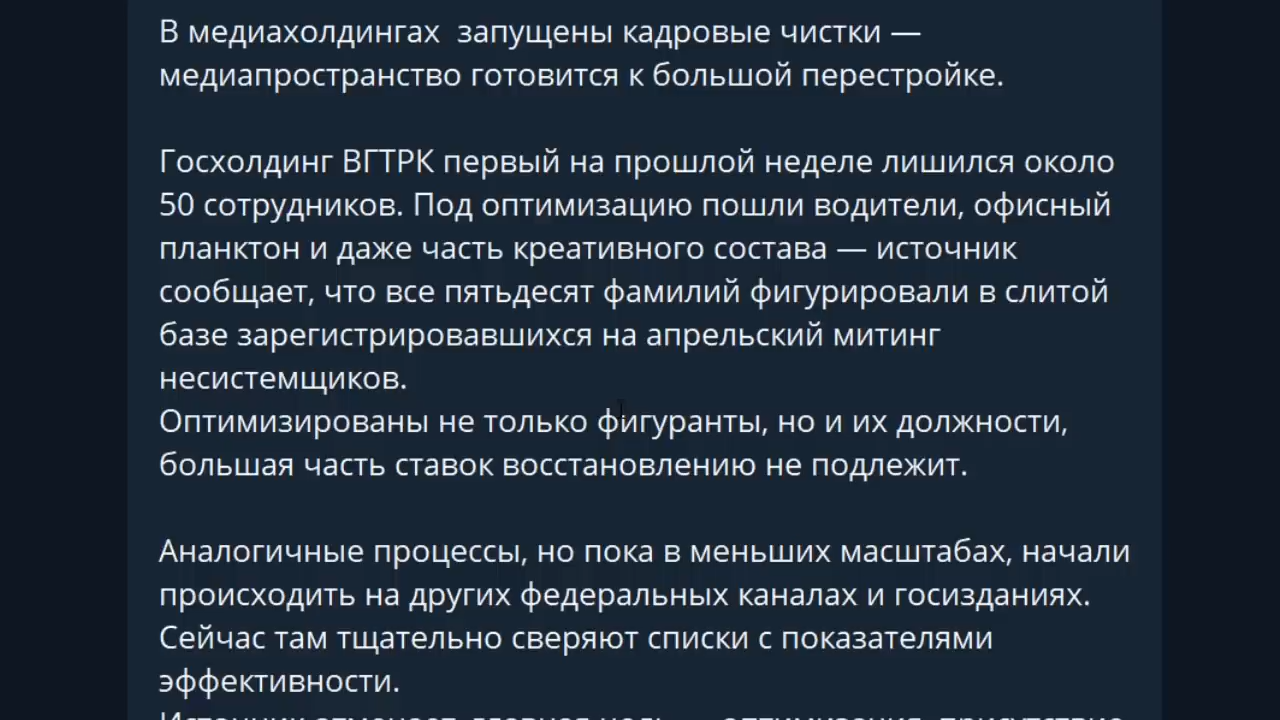 В медиахолдингах  запущены кадровые чистки —
медиапространство готовится к большой перестройке.
Госхолдинг ВГТРК первый на прошлой неделе лишился около
50 сотрудников. Под оптимизацию пошли водители, офисный
планктон и даже часть креативного состава — источник
сообщает, что все пятьдесят фамилий фигурировали в слитой
базе зарегистрировавшихся на апрельский митинг
несистемщиков.
Оптимизированы не только фигуранты, но и их должности,
большая часть ставок восстановлению не подлежит.
Аналогичные процессы, но пока в меньших масштабах, начали
происходить на других федеральных каналах и госизданиях.
Сейчас там тщательно сверяют списки с показателями
эффективности.